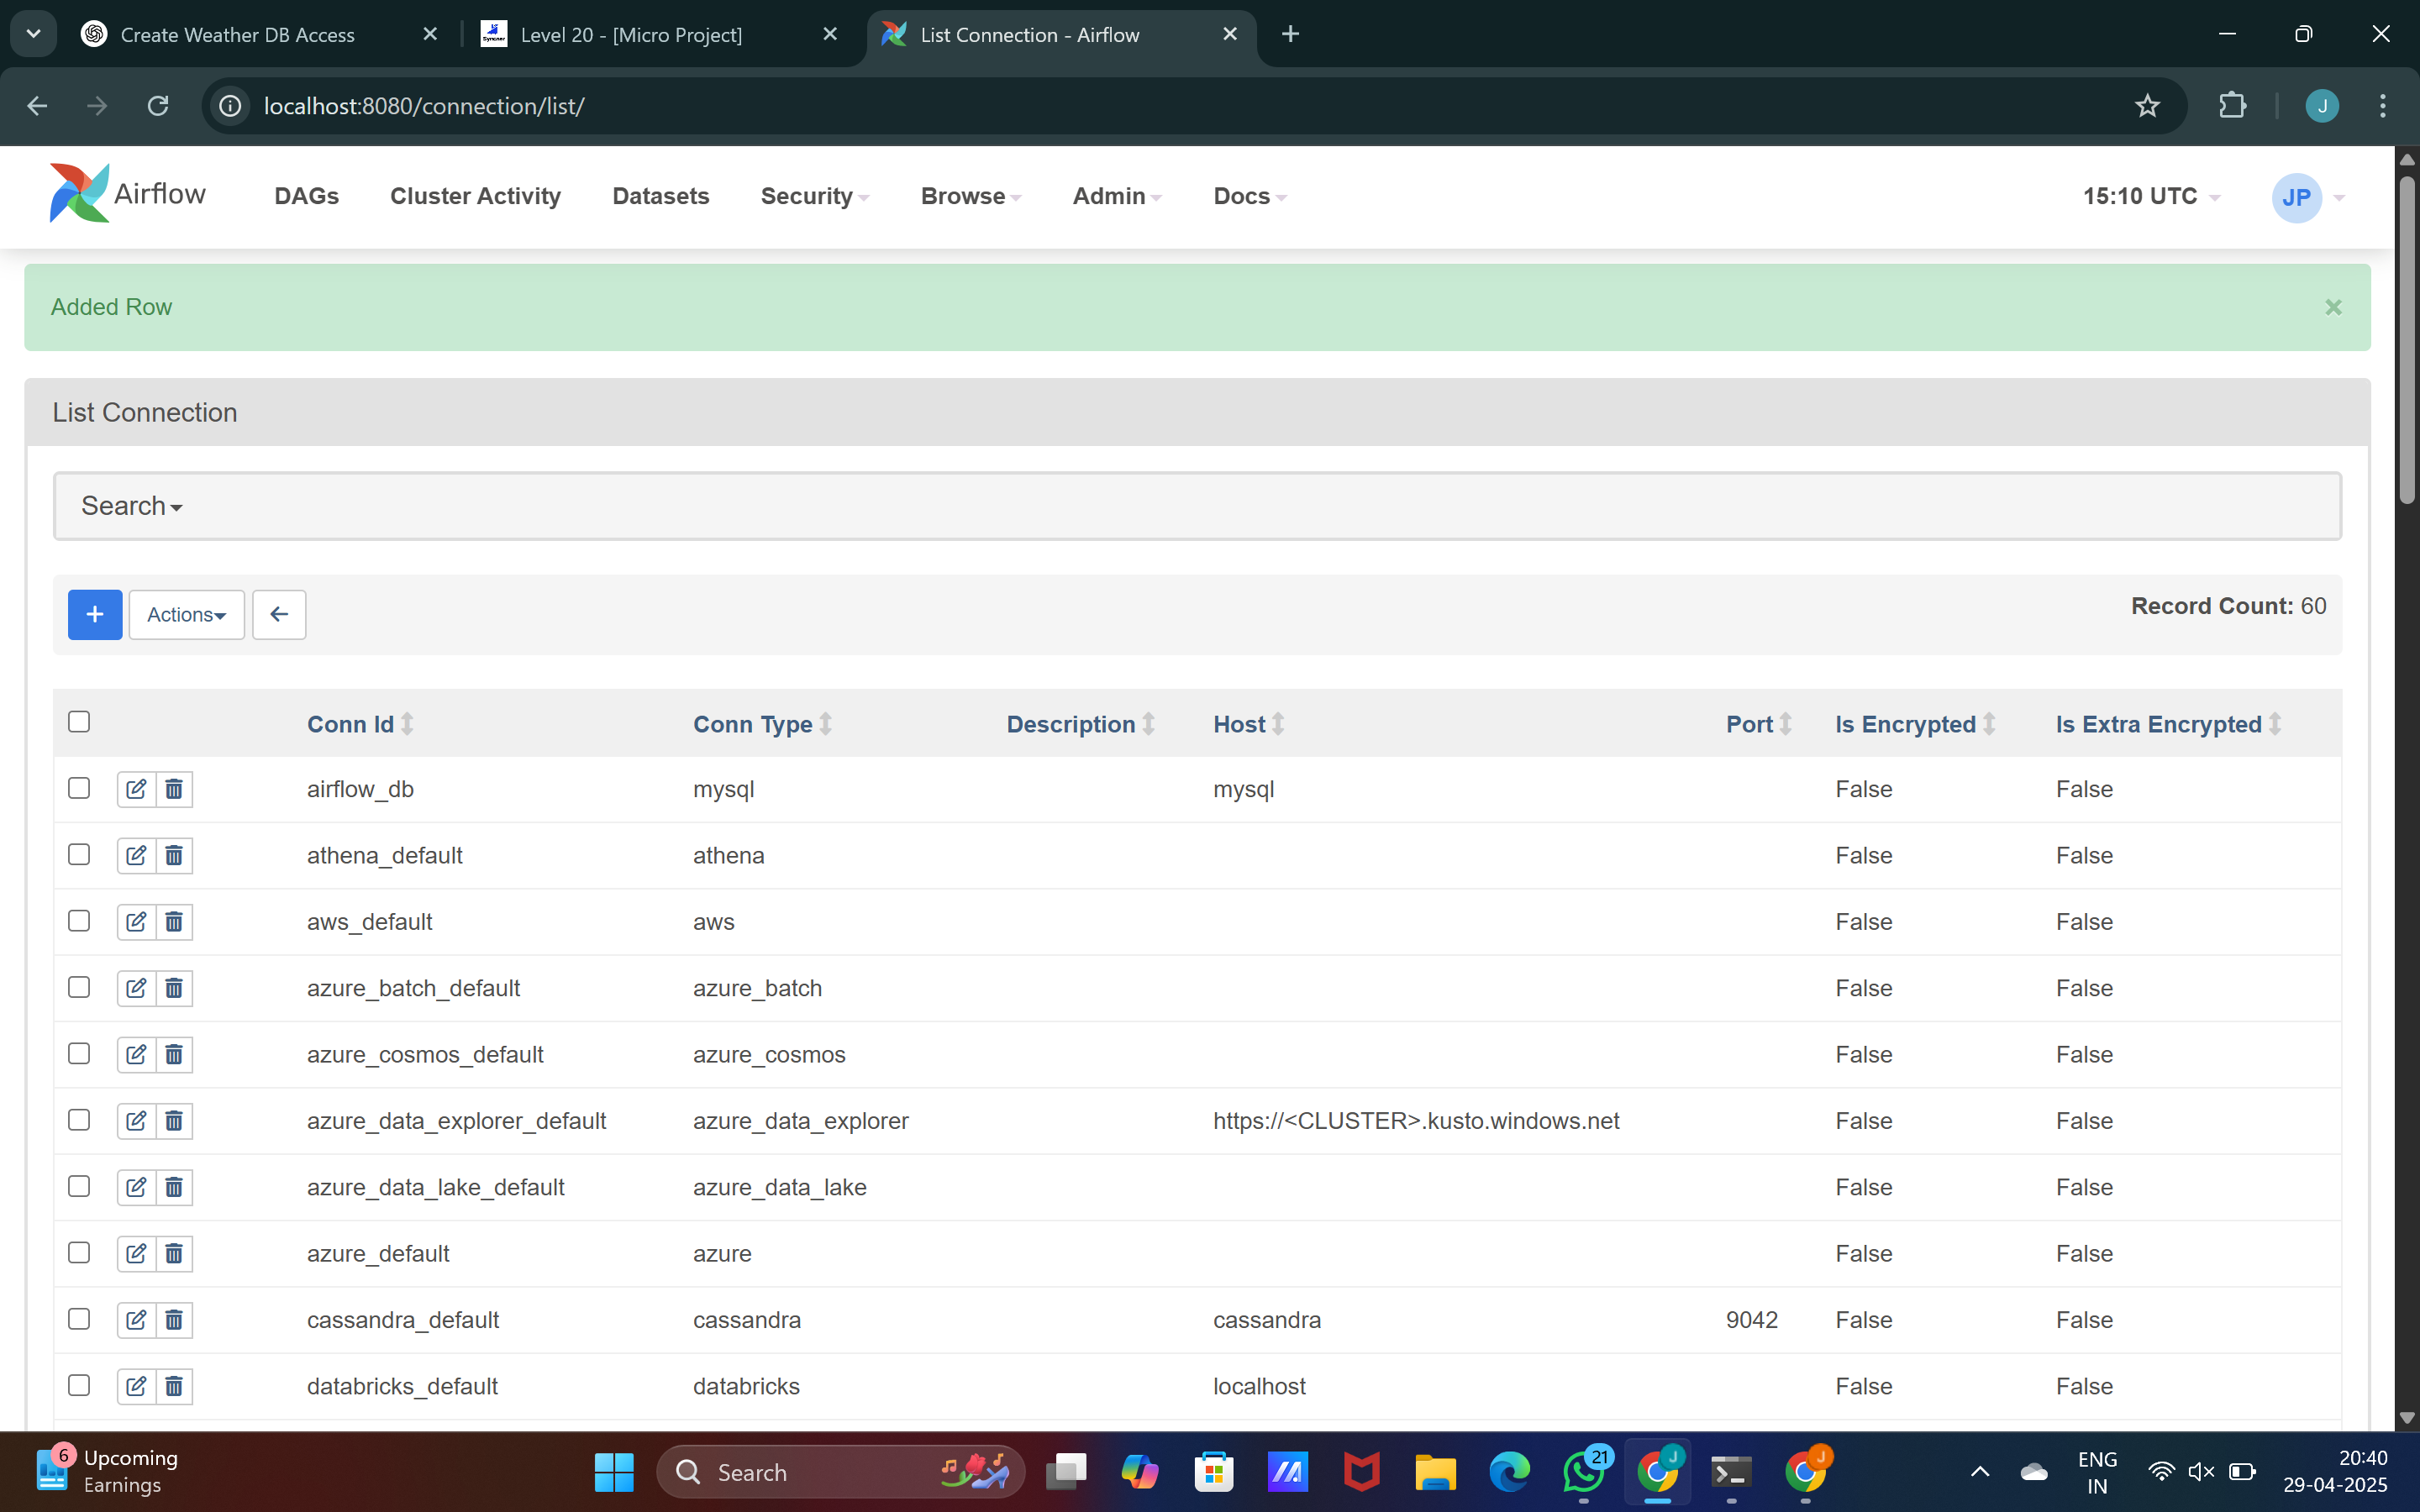 Create Weather DB Access
Level 20 - [Micro Project]
List Connection - Airflow
localhost:8080/connection/list/
J
Airflow
DAGs Cluster Activity Datasets Security Browse Admin Docs
15:10 UTC
JP
Added Row
×
List Connection
Search
+ Actions
Record Count: 60
Conn Id Conn Type Description Host Port Is Encrypted Is Extra Encrypted
airflow_db mysql mysql False False
athena_default athena False False
aws_default aws False False
azure_batch_default azure_batch False False
azure_cosmos_default azure_cosmos False False
azure_data_explorer_default azure_data_explorer https://<CLUSTER>.kusto.windows.net False False
azure_data_lake_default azure_data_lake False False
azure_default azure False False
cassandra_default cassandra cassandra 9042 False False
databricks_default databricks localhost False False
6
Upcoming
Earnings
Search
21
J
J
ENG
IN
20:40
29-04-2025